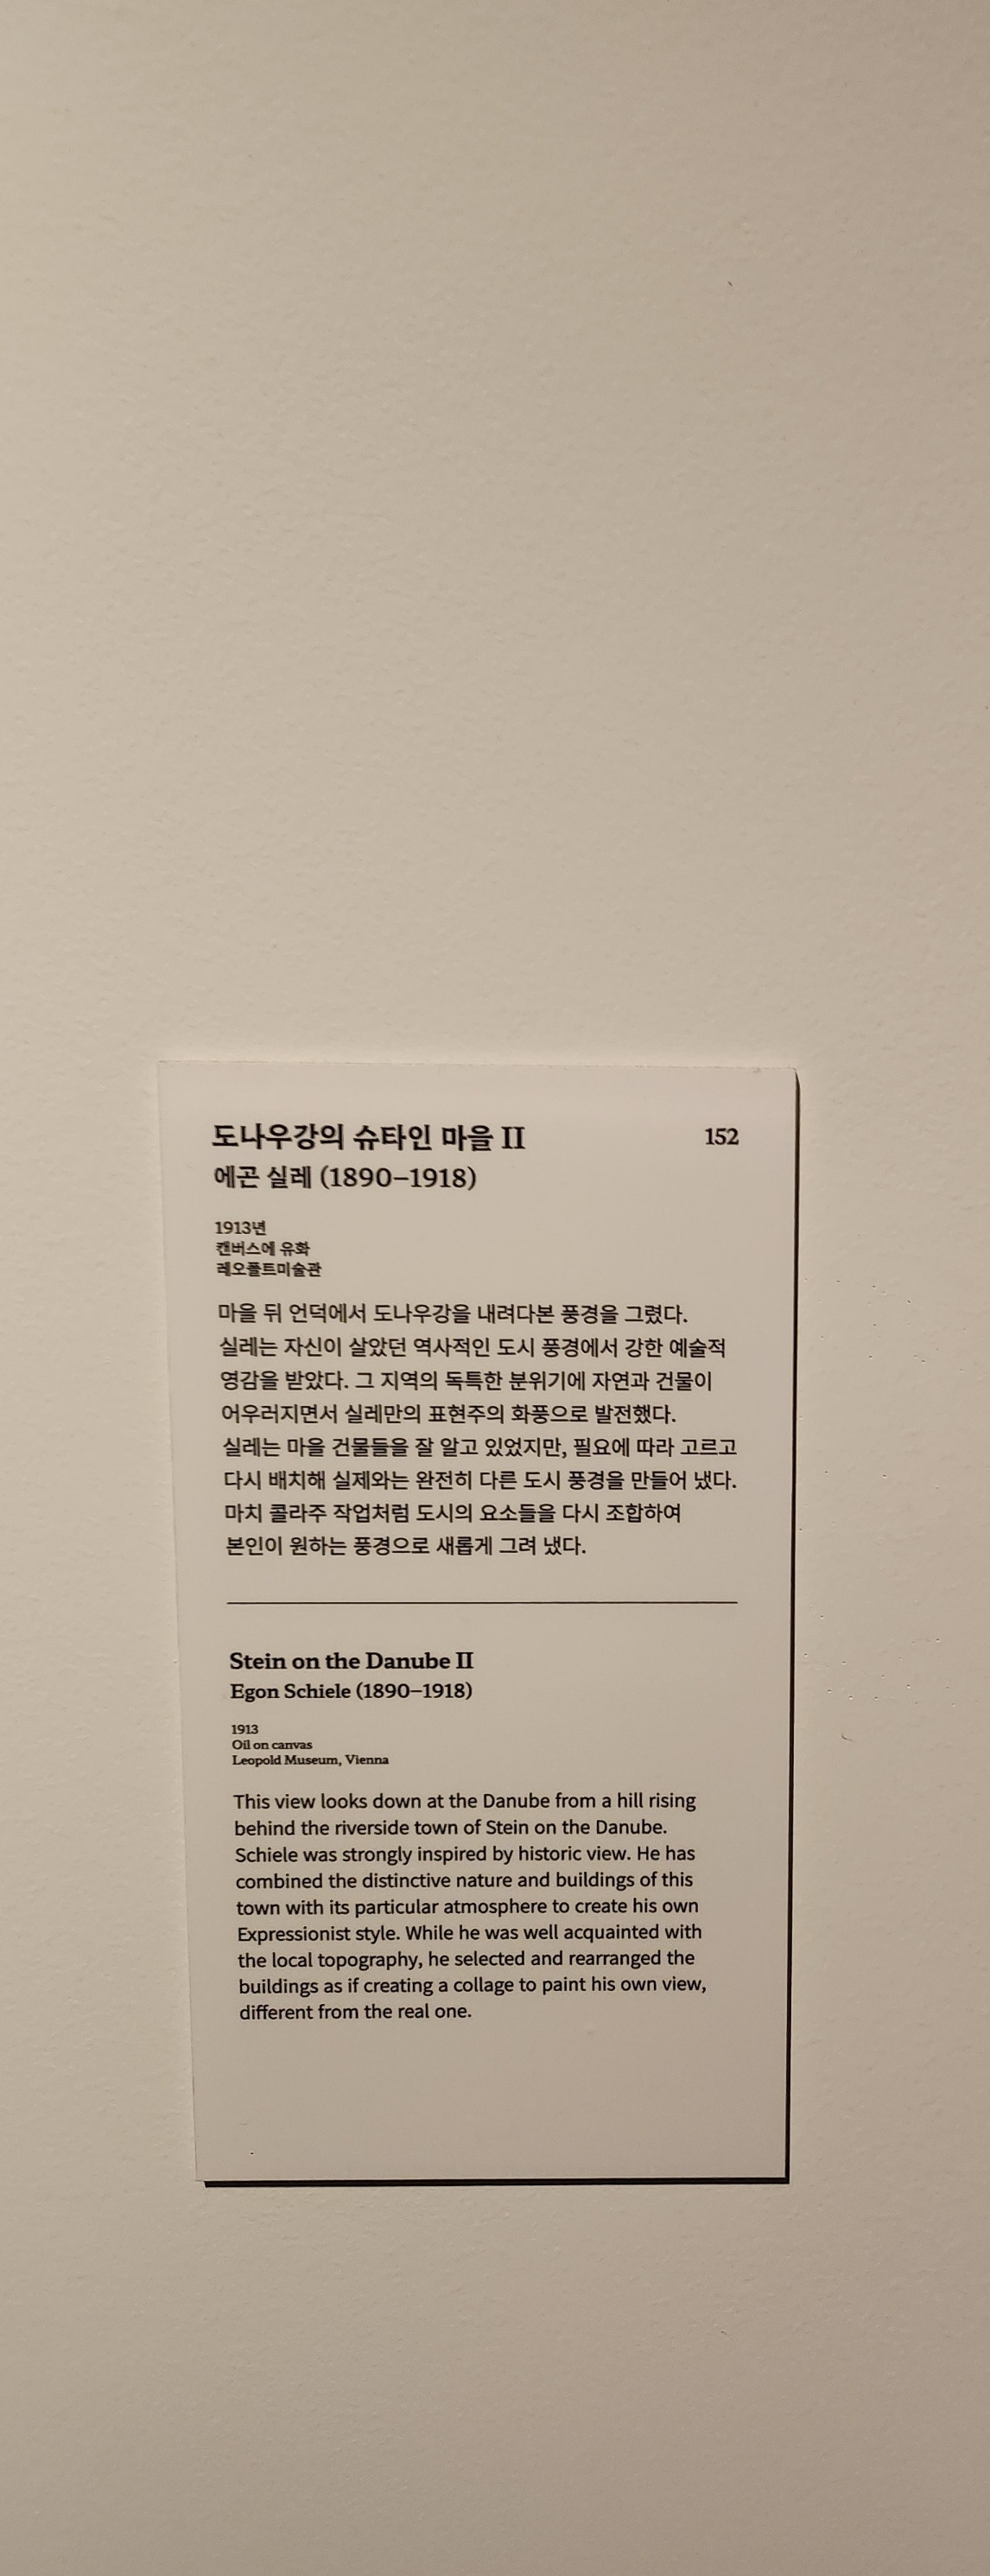 도나우강의 슈타인 마을 II 152
에곤 실레 (1890–1918)
1913년
캔버스에 유화
레오폴트미술관
마을 뒤 언덕에서 도나우강을 내려다본 풍경을 그렸다.
실레는 자신이 살았던 역사적인 도시 풍경에서 강한 예술적
영감을 받았다. 그 지역의 독특한 분위기에 자연과 건물이
어우러지면서 실레만의 표현주의 화풍으로 발전했다.
실레는 마을 건물들을 잘 알고 있었지만, 필요에 따라 고르고
다시 배치해 실제와는 완전히 다른 도시 풍경을 만들어 냈다.
마치 콜라주 작업처럼 도시의 요소들을 다시 조합하여
본인이 원하는 풍경으로 새롭게 그려 냈다.
Stein on the Danube II
Egon Schiele (1890–1918)
1913
Oil on canvas
Leopold Museum, Vienna
This view looks down at the Danube from a hill rising
behind the riverside town of Stein on the Danube.
Schiele was strongly inspired by historic view. He has
combined the distinctive nature and buildings of this
town with its particular atmosphere to create his own
Expressionist style. While he was well acquainted with
the local topography, he selected and rearranged the
buildings as if creating a collage to paint his own view,
different from the real one.